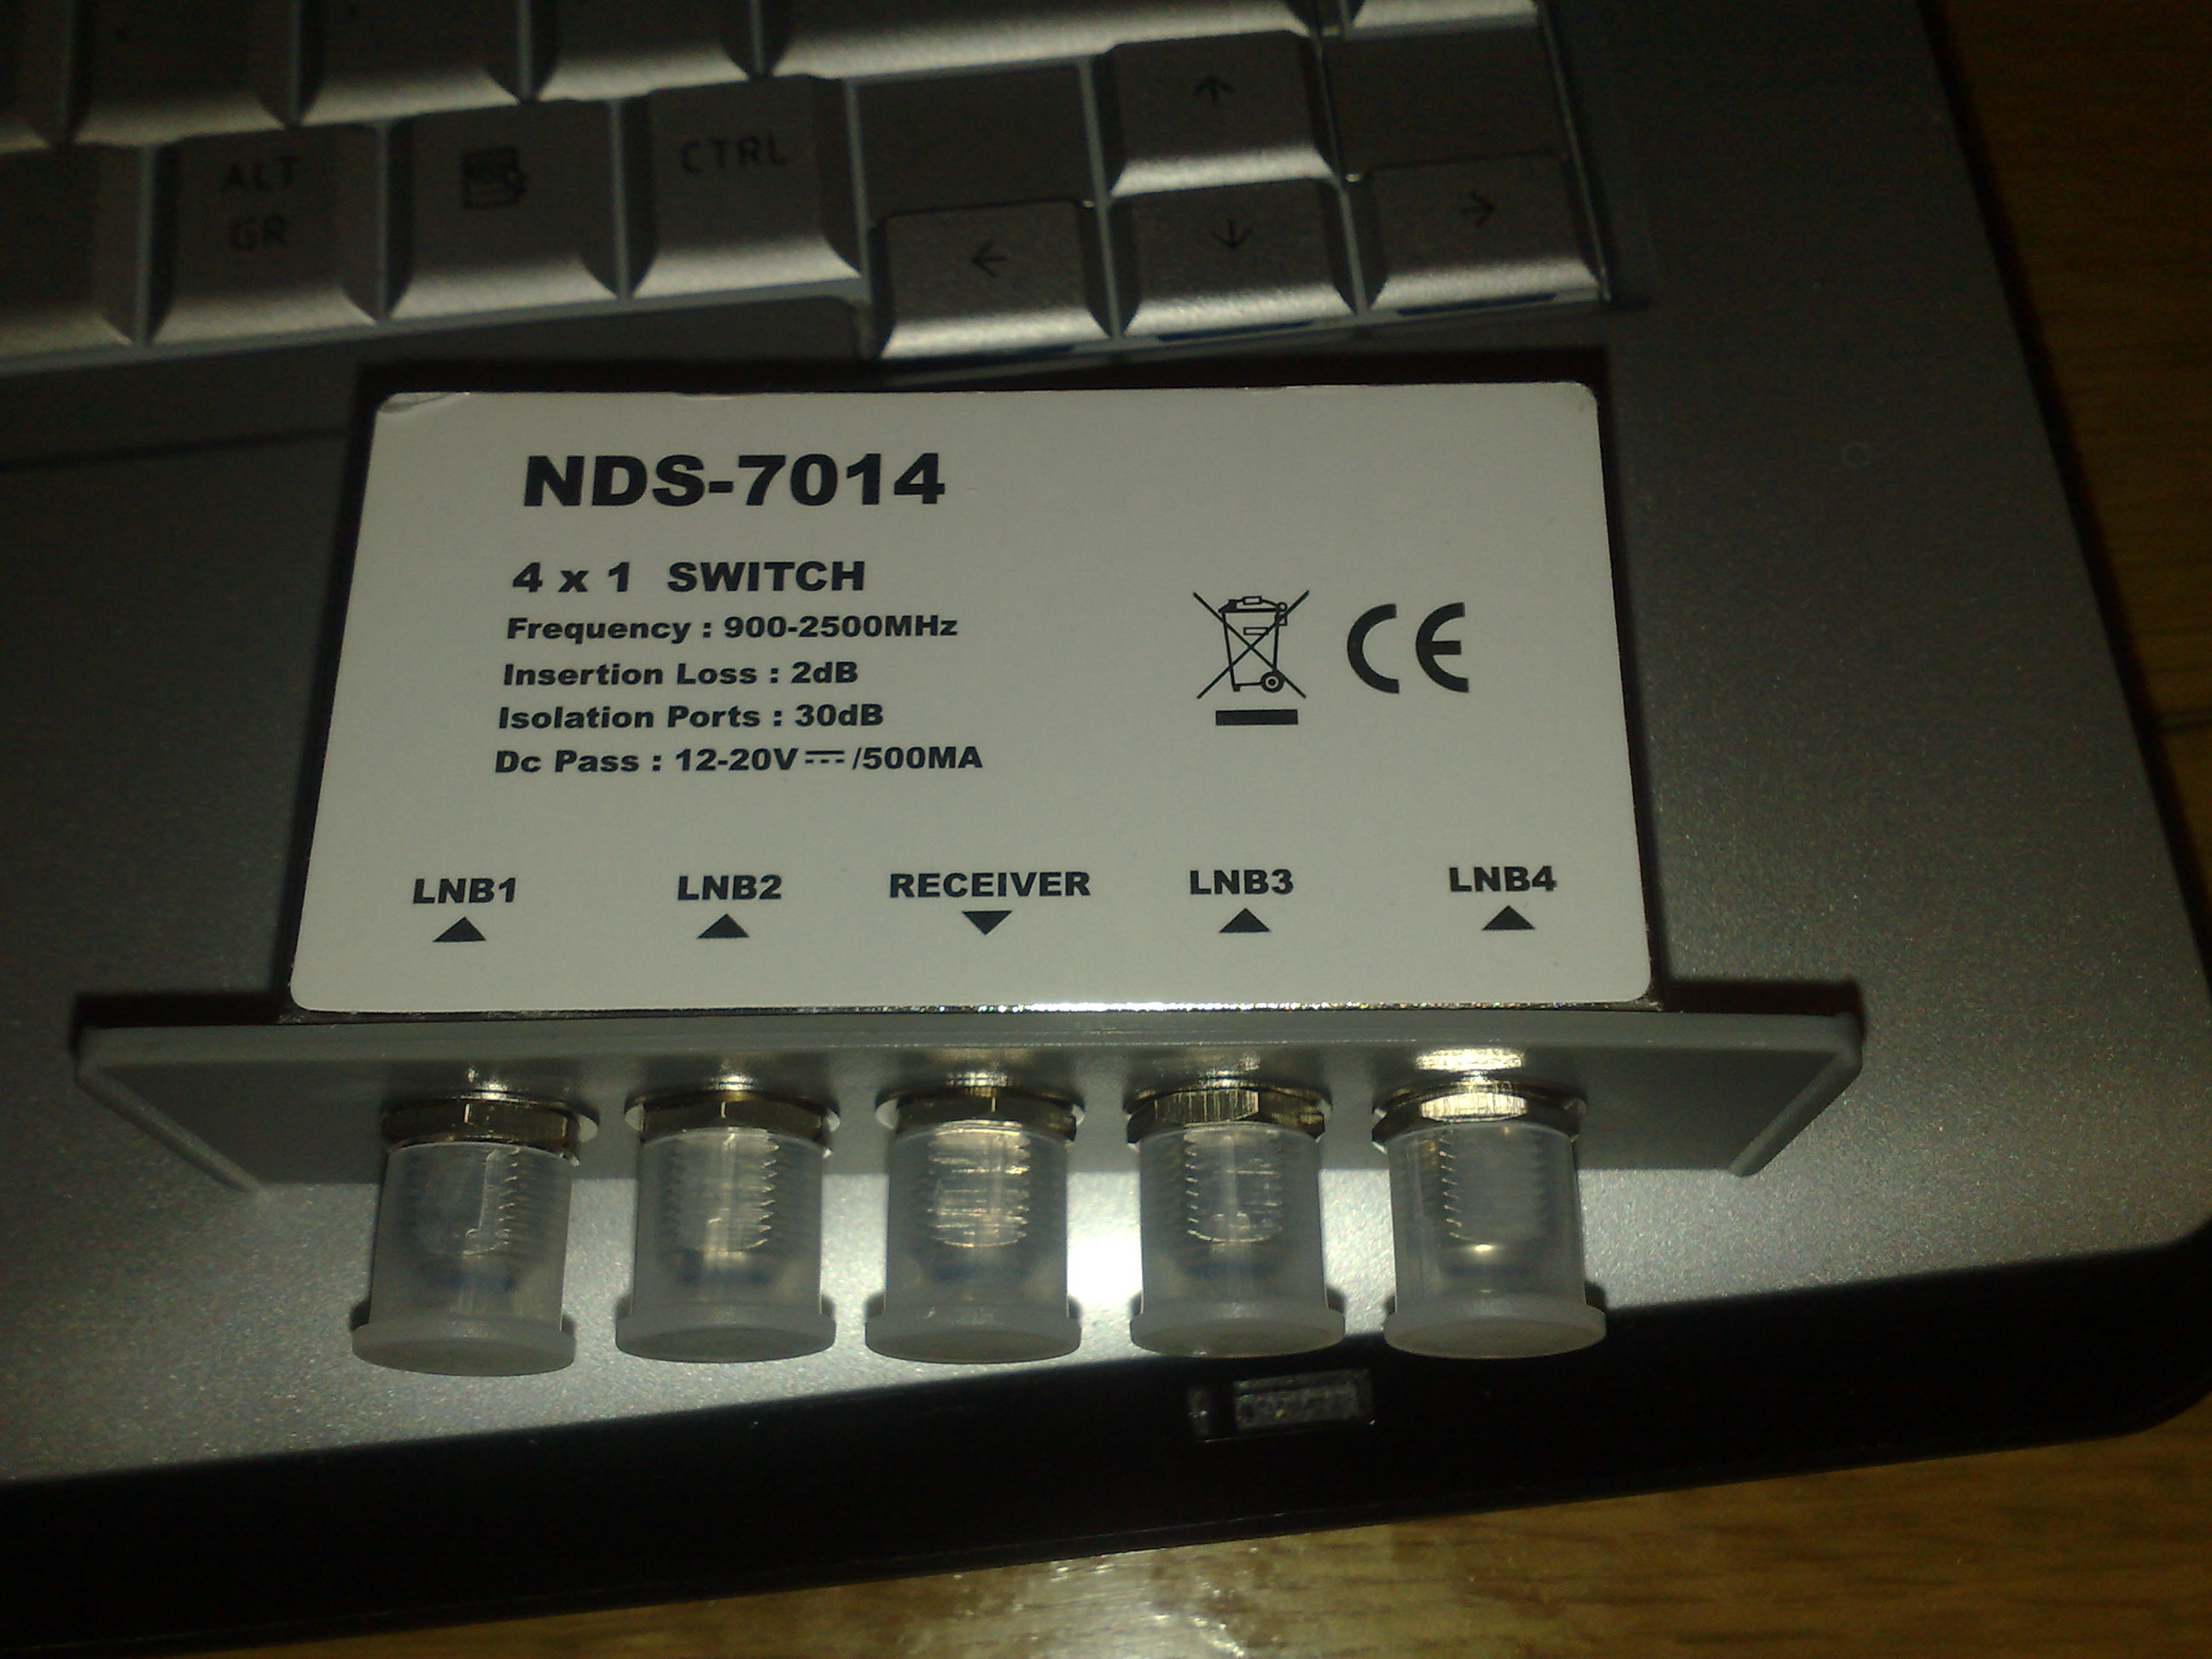 ALT
GR
CTRL
↑
←
↓
→
NDS-7014
4 x 1 SWITCH
Frequency : 900-2500MHz
Insertion Loss : 2dB
Isolation Ports : 30dB
Dc Pass : 12-20V⎓/500MA
CE
LNB1 LNB2 RECEIVER LNB3 LNB4
▲ ▲ ▼ ▲ ▲